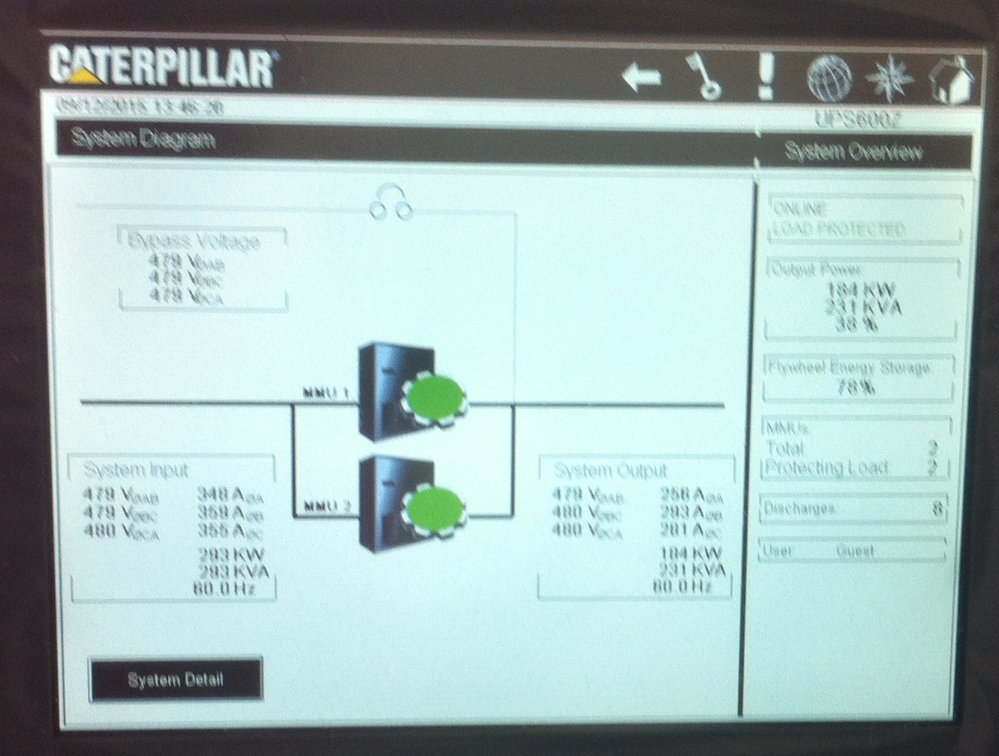 CATERPILLAR
09/12/2015 13:46:20
UPS600Z
System Diagram
System Overview
Bypass Voltage
479 VØAB
479 VØBC
479 VØCA
MMU 1
MMU 2
System Input
479 VØAB 348 AØA
479 VØBC 359 AØB
480 VØCA 355 AØC
293 KW
293 KVA
60.0 Hz
System Output
479 VØAB 256 AØA
480 VØBC 293 AØB
480 VØCA 281 AØC
184 KW
231 KVA
60.0 Hz
System Detail
ONLINE
LOAD PROTECTED
Output Power
184 KW
231 KVA
38 %
Flywheel Energy Storage
78%
MMUs:
Total: 2
Protecting Load: 2
Discharges: 8
User: Guest